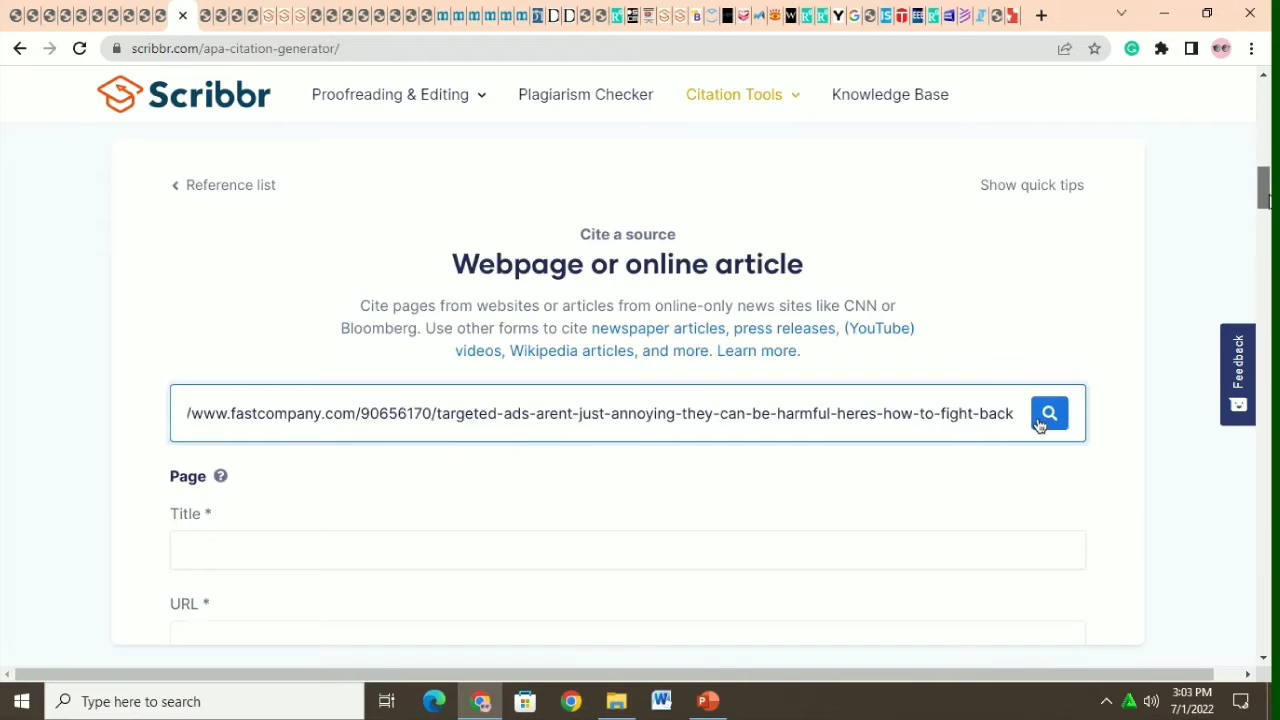 scribbr.com/apa-citation-generator/
Scribbr
Proofreading & Editing
Plagiarism Checker
Citation Tools
Knowledge Base
Reference list
Show quick tips
Cite a source
Webpage or online article
Cite pages from websites or articles from online-only news sites like CNN or
Bloomberg. Use other forms to cite newspaper articles, press releases, (YouTube)
videos, Wikipedia articles, and more. Learn more.
/www.fastcompany.com/90656170/targeted-ads-arent-just-annoying-they-can-be-harmful-heres-how-to-fight-back
Feedback
Page
Title *
URL *
Type here to search
3:03 PM
7/1/2022